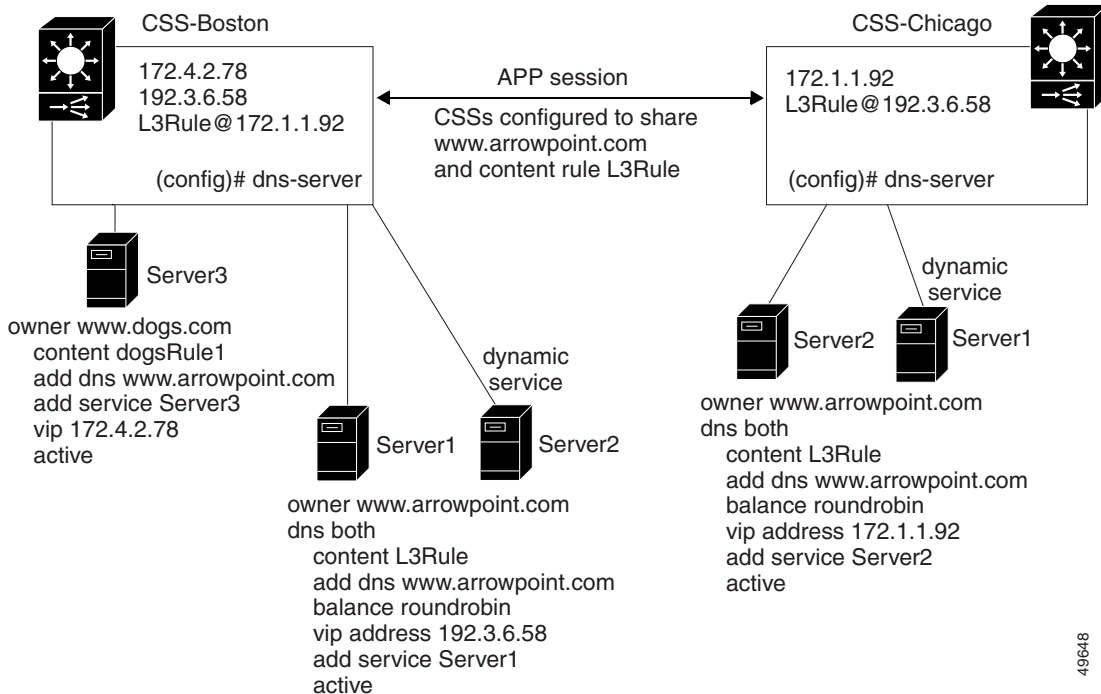 CSS-Boston
172.4.2.78
192.3.6.58
L3Rule@172.1.1.92
(config)# dns-server
APP session
CSSs configured to share
www.arrowpoint.com
and content rule L3Rule
CSS-Chicago
172.1.1.92
L3Rule@192.3.6.58
(config)# dns-server
Server3
owner www.dogs.com
content dogsRule1
add dns www.arrowpoint.com
add service Server3
vip 172.4.2.78
active
Server1
dynamic
service
Server2
owner www.arrowpoint.com
dns both
content L3Rule
add dns www.arrowpoint.com
balance roundrobin
vip address 192.3.6.58
add service Server1
active
Server2
dynamic
service
Server1
owner www.arrowpoint.com
dns both
content L3Rule
add dns www.arrowpoint.com
balance roundrobin
vip address 172.1.1.92
add service Server2
active
49648